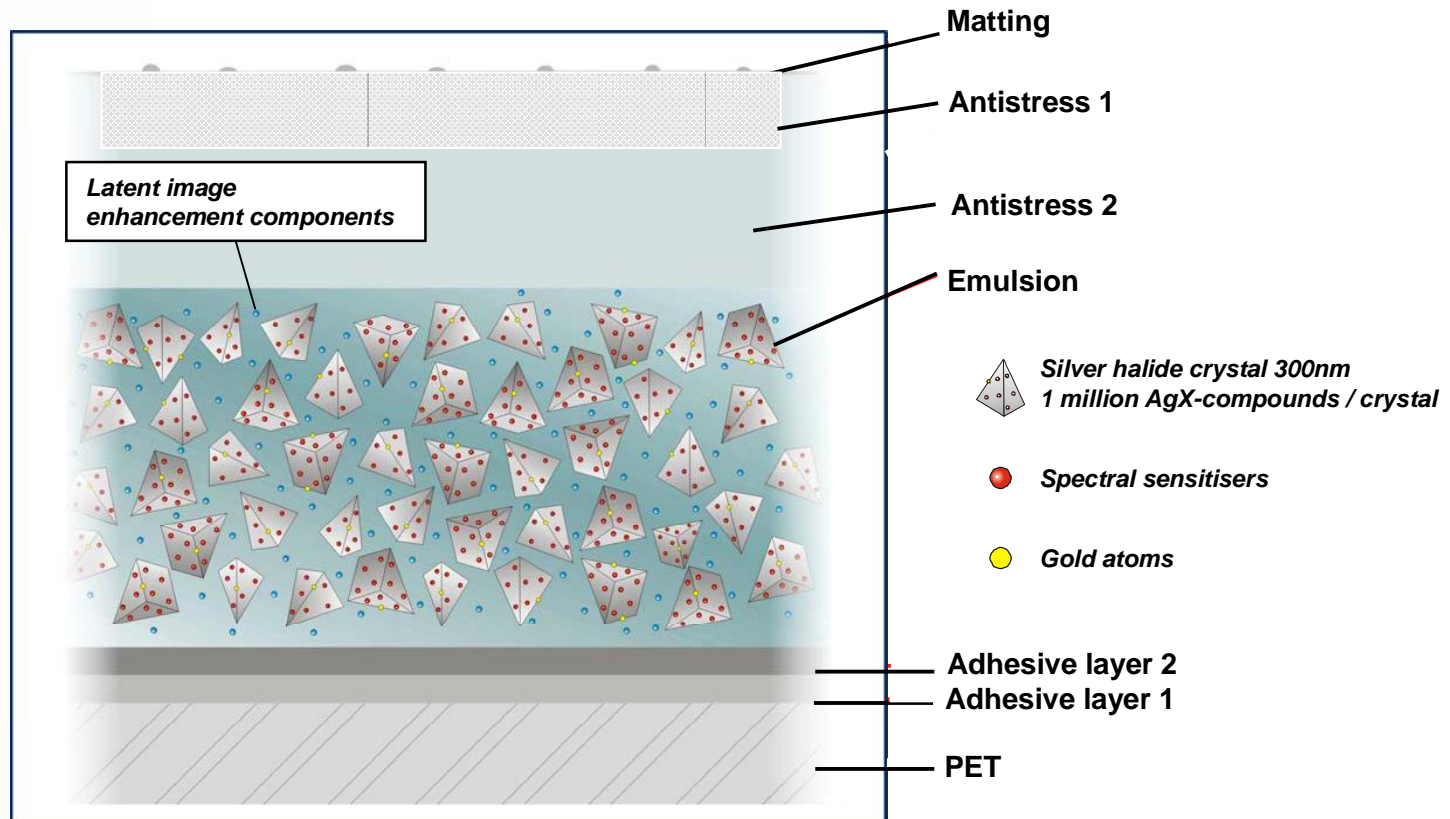 Matting
Antistress 1
Latent image
enhancement components
Antistress 2
Emulsion
Silver halide crystal 300nm
1 million AgX-compounds / crystal
Spectral sensitisers
Gold atoms
Adhesive layer 2
Adhesive layer 1
PET